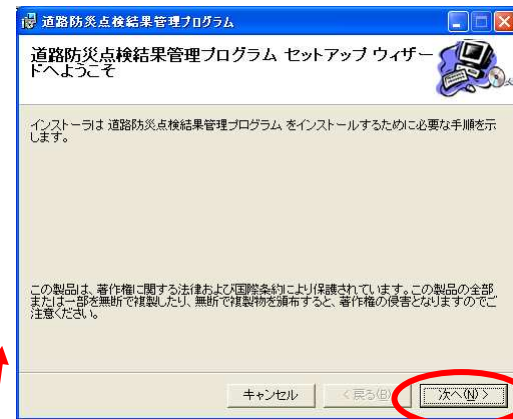 道路防災点検結果管理プログラム
道路防災点検結果管理プログラム セットアップ ウィザー
ドへようこそ
インストーラは 道路防災点検結果管理プログラム をインストールするために必要な手順を示
します。
この製品は、著作権に関する法律および国際条約により保護されています。この製品の全部
または一部を無断で複製したり、無断で複製物を頒布すると、著作権の侵害となりますのでご
注意ください。
キャンセル
< 戻る(B)
次へ(N) >